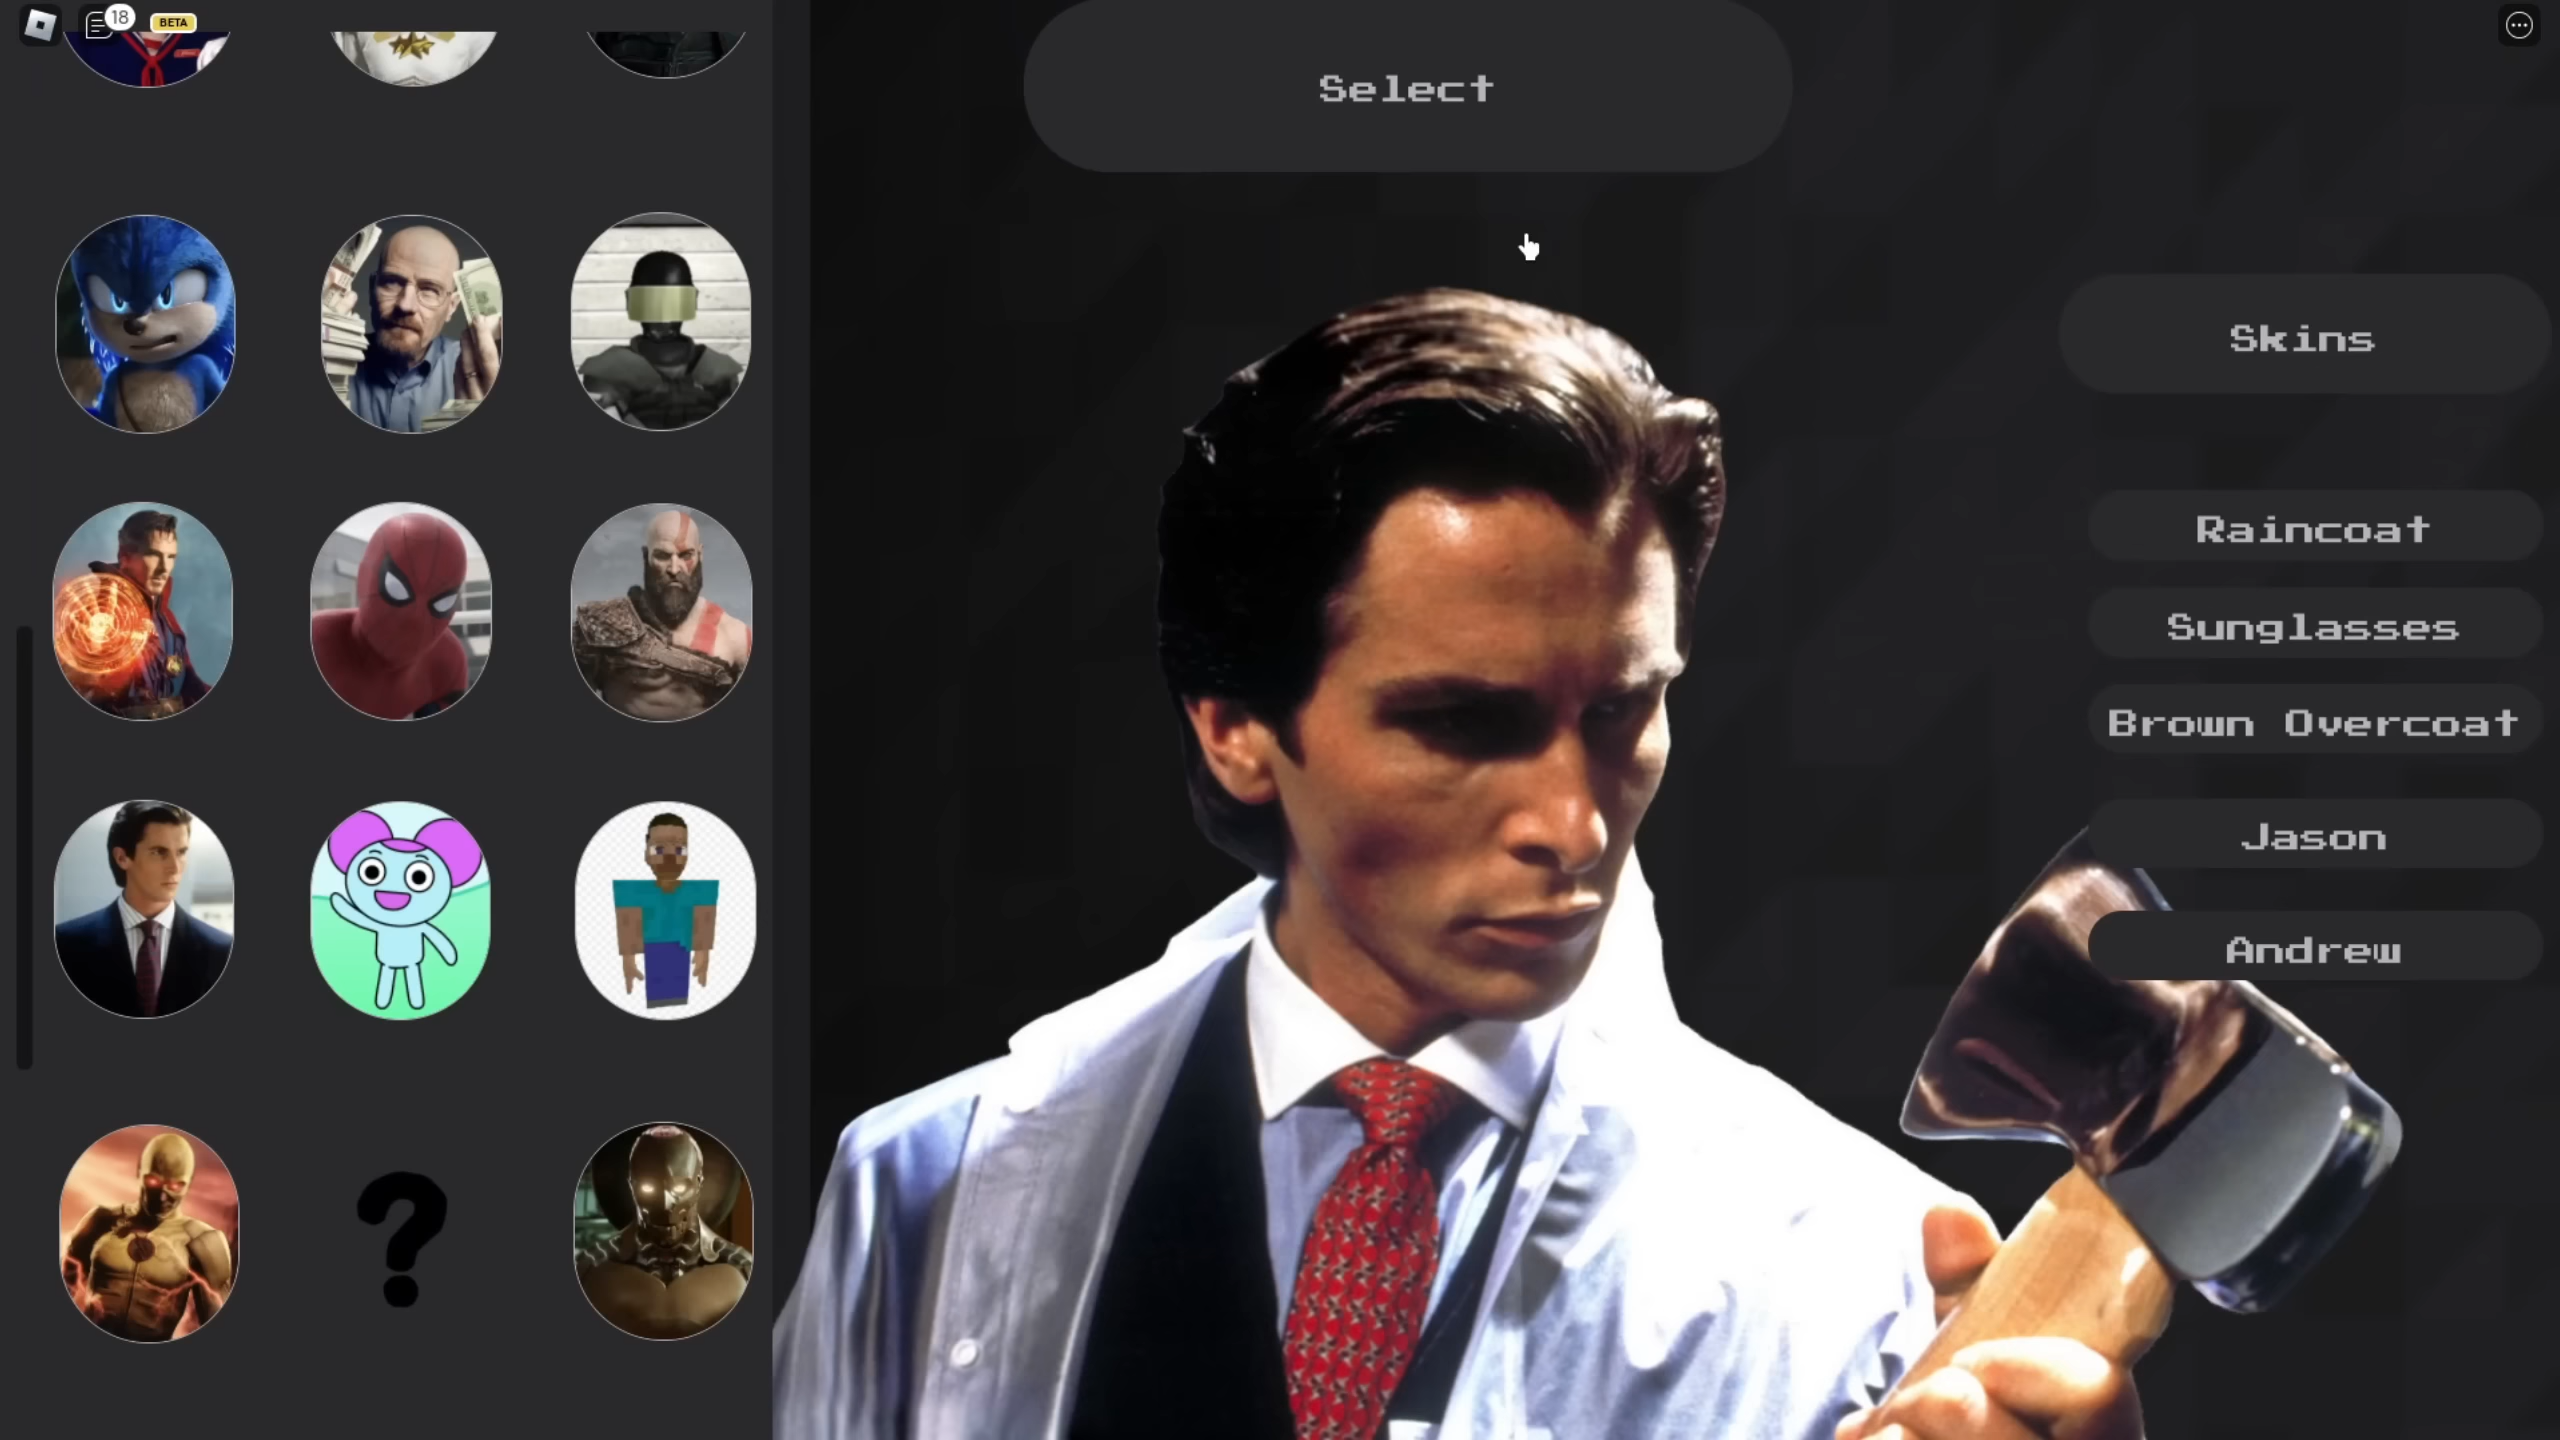 18
BETA
Select
Skins
Raincoat
Sunglasses
Brown Overcoat
Jason
Andrew
?